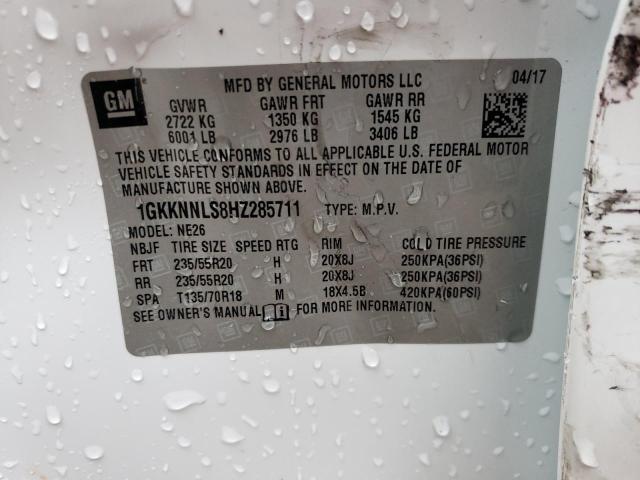 GM
MFD BY GENERAL MOTORS LLC 04/17
GVWR GAWR FRT GAWR RR
2722 KG 1350 KG 1545 KG
6001 LB 2976 LB 3406 LB
THIS VEHICLE CONFORMS TO ALL APPLICABLE U.S. FEDERAL MOTOR
VEHICLE SAFETY STANDARDS IN EFFECT ON THE DATE OF
MANUFACTURE SHOWN ABOVE.
1GKKNNLS8HZ285711 TYPE: M.P.V.
MODEL: NE26
NBJF TIRE SIZE SPEED RTG RIM COLD TIRE PRESSURE
FRT 235/55R20 H 20X8J 250KPA(36PSI)
RR 235/55R20 H 20X8J 250KPA(36PSI)
SPA T135/70R18 M 18X4.5B 420KPA(60PSI)
SEE OWNER'S MANUAL FOR MORE INFORMATION.